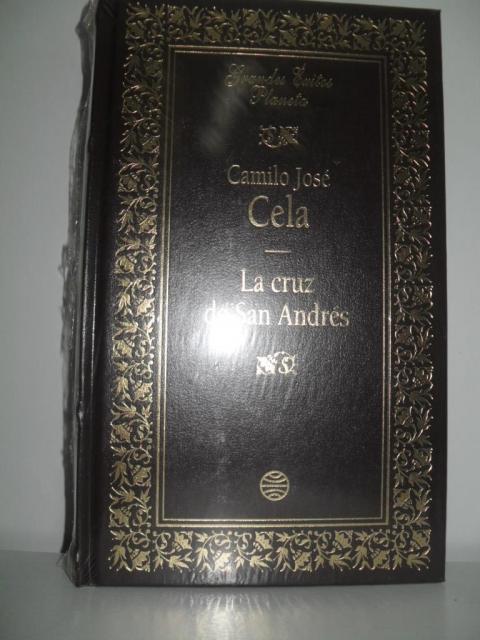 Grandes Éxitos
Planeta
Camilo José
Cela
La cruz
de San Andrés